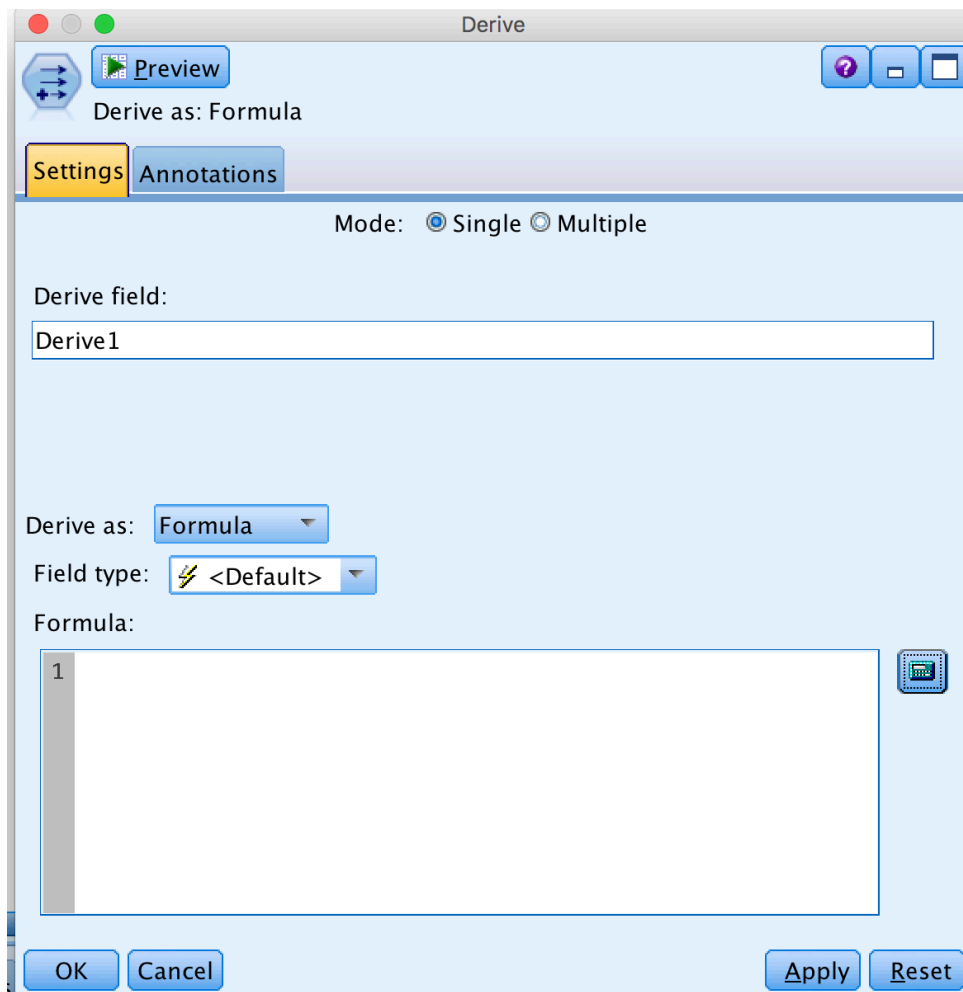 Derive
Preview
Derive as: Formula
Settings Annotations
Mode: Single Multiple
Derive field:
Derive1
Derive as: Formula
Field type: <Default>
Formula:
1
OK Cancel Apply Reset